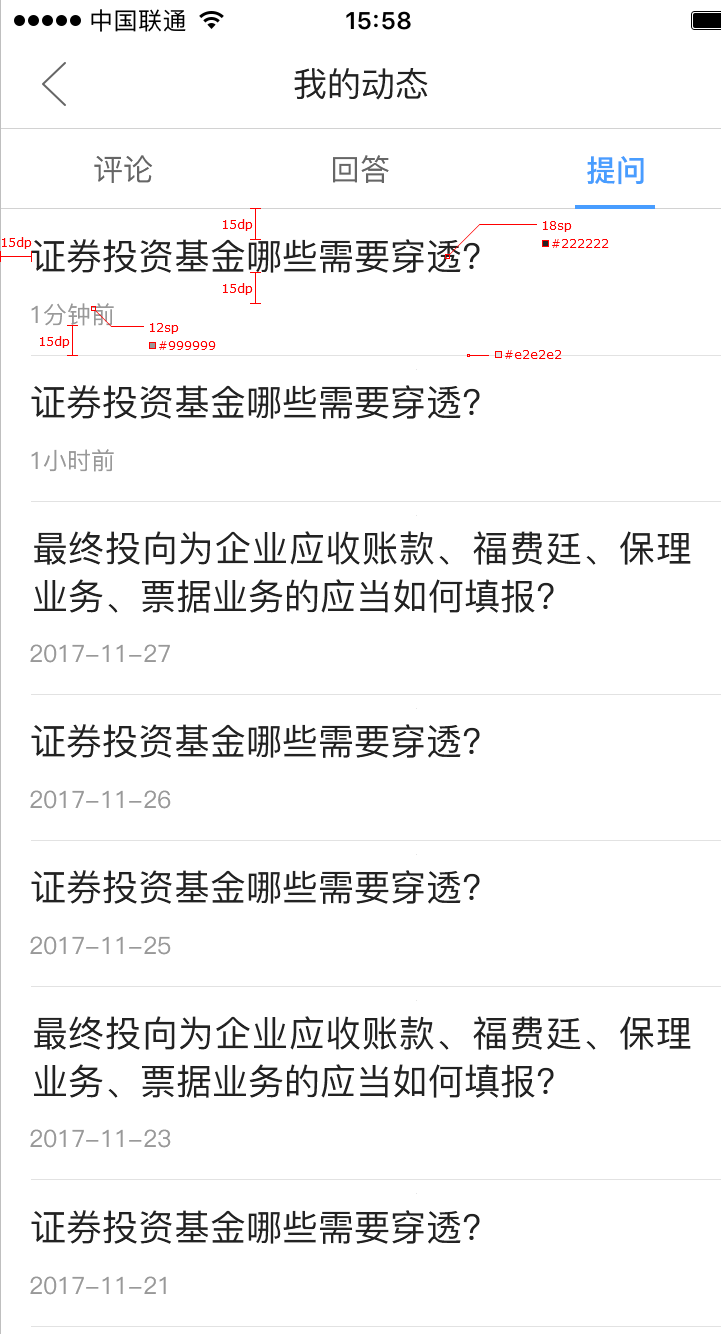 中国联通 15:58
我的动态
评论 回答 提问
15dp 18sp
15dp #222222
证券投资基金哪些需要穿透?
15dp
1分钟前
12sp
15dp #999999
#e2e2e2
证券投资基金哪些需要穿透?
1小时前
最终投向为企业应收账款、福费廷、保理
业务、票据业务的应当如何填报?
2017-11-27
证券投资基金哪些需要穿透?
2017-11-26
证券投资基金哪些需要穿透?
2017-11-25
最终投向为企业应收账款、福费廷、保理
业务、票据业务的应当如何填报?
2017-11-23
证券投资基金哪些需要穿透?
2017-11-21